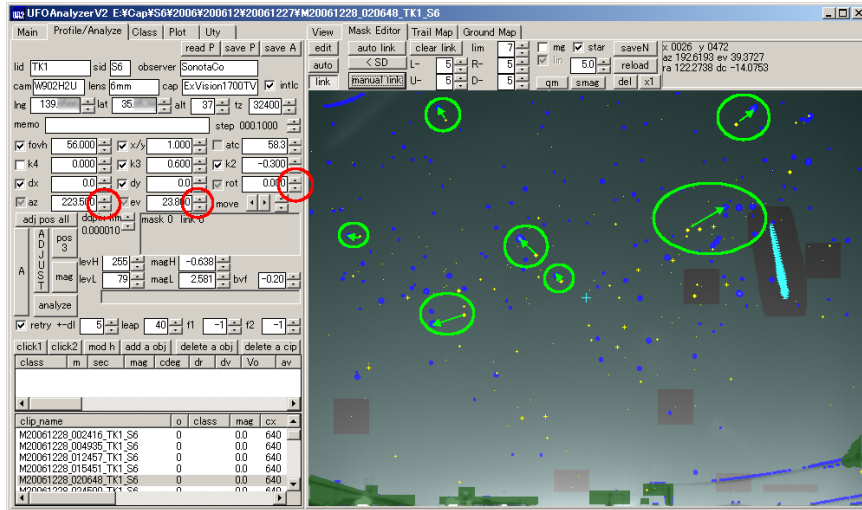 UFOAnalyzerV2 E:¥Cap¥S6¥2006¥200612¥20061227¥M20061228_020648_TK1_S6
Main Profile/Analyze Class Plot Uty
View Mask Editor Trail Map Ground Map
read P save P save A
edit auto link clear link lim 7 mg star saveN x 0026 y 0472
lid TK1 sid S6 observer SonotaCo
auto < SD L- 5 R- 5 lin 5.0 reload az 192.6193 ev 39.3727
ra 122.2738 dc -14.0753
cam W902H2U lens 6mm cap ExVision1700TV intlc
link manual link U- 5 D- 5 qm smag del x1
lng 139. lat 35. alt 37 tz 32400
memo step 000.1000
fovh 56.000 x/y 1.000 atc 58.3
k4 0.000 k3 0.600 k2 -0.300
dx 0.0 dy 0.0 rot 0.000
az 223.500 ev 23.800 move
adj pos all 0.000010 mask 0 link 0
A
ADJUST
pos 3
levH 255 magH -0.638
mag levL 79 magL 2.581 bvf -0.20
analyze
retry +-dl 5 leap 40 f1 -1 f2 -1
click1 click2 mod h add a obj delete a obj delete a cip
class m sec mag cdeg dr dv Vo av
clip_name o class mag cx
M20061228_002416_TK1_S6 0 0.0 640
M20061228_004935_TK1_S6 0 0.0 640
M20061228_012457_TK1_S6 0 0.0 640
M20061228_015451_TK1_S6 0 0.0 640
M20061228_020648_TK1_S6 0 0.0 640
M20061228_024500_TK1_S6 0 0.0 640